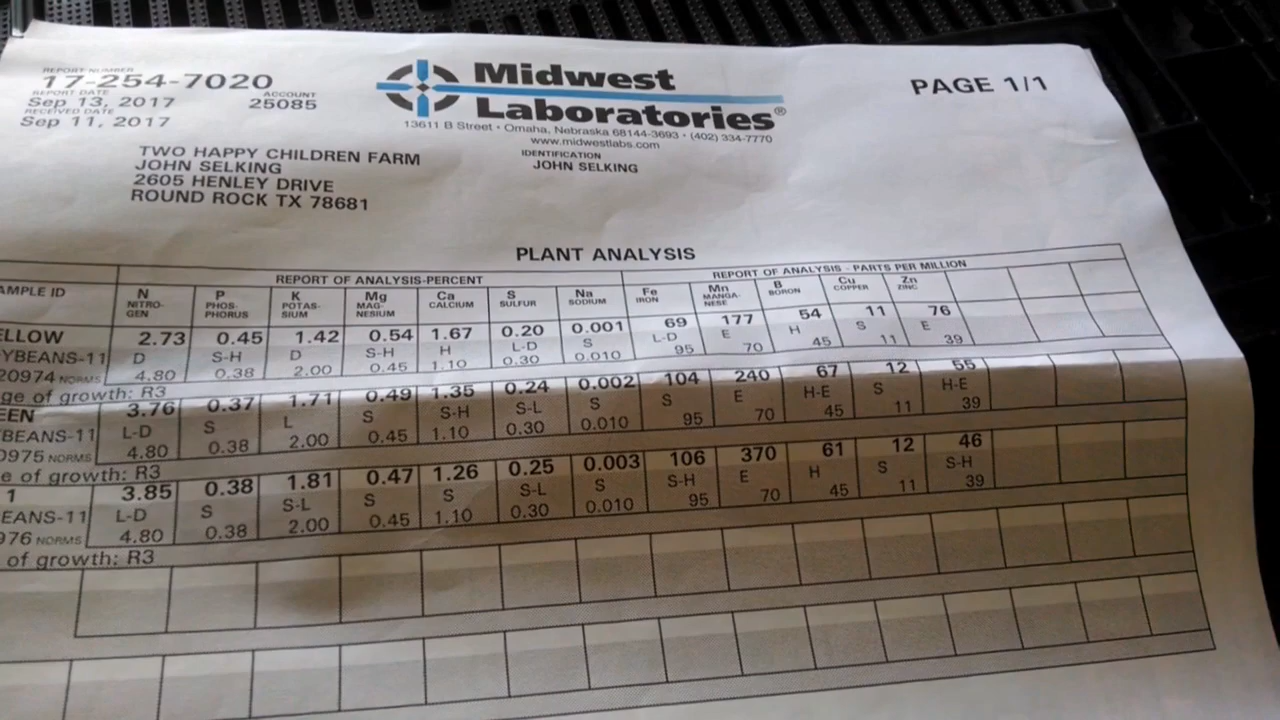 REPORT NUMBER
17-254-7020
REPORT DATE
Sep 13, 2017
ACCOUNT
25085
RECEIVED DATE
Sep 11, 2017
Midwest
Laboratories®
13611 B Street • Omaha, Nebraska 68144-3693 • (402) 334-7770
www.midwestlabs.com
PAGE 1/1
TWO HAPPY CHILDREN FARM
JOHN SELKING
2605 HENLEY DRIVE
ROUND ROCK TX 78681
IDENTIFICATION
JOHN SELKING
PLANT ANALYSIS
REPORT OF ANALYSIS-PERCENT REPORT OF ANALYSIS - PARTS PER MILLION
AMPLE ID N P K Mg Ca S Na Fe Mn B Cu Zn
NITRO- PHOS- POTAS- MAG- CALCIUM SULFUR SODIUM IRON MANGA- BORON COPPER ZINC
GEN PHORUS SIUM NESIUM NESE
ELLOW 2.73 0.45 1.42 0.54 1.67 0.20 0.001 69 177 54 11 76
YBEANS-11 D S-H D S-H H L-D S L-D E H S E
20974 NORMS 4.80 0.38 2.00 0.45 1.10 0.30 0.010 95 70 45 11 39
ge of growth: R3
EEN 3.76 0.37 1.71 0.49 1.35 0.24 0.002 104 240 67 12 55
BEANS-11 L-D S L S S-H S-L S S E H-E S H-E
0975 NORMS 4.80 0.38 2.00 0.45 1.10 0.30 0.010 95 70 45 11 39
e of growth: R3
1 3.85 0.38 1.81 0.47 1.26 0.25 0.003 106 370 61 12 46
EANS-11 L-D S S-L S S S-L S S-H E H S S-H
976 NORMS 4.80 0.38 2.00 0.45 1.10 0.30 0.010 95 70 45 11 39
of growth: R3